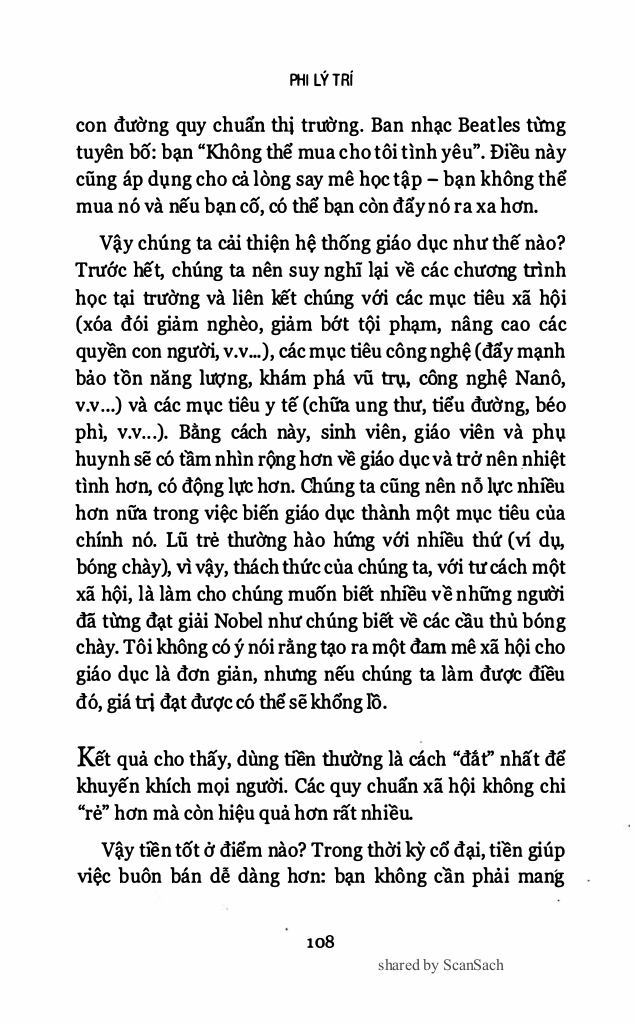 PHI LÝ TRÍ
con đường quy chuẩn thị trường. Ban nhạc Beatles từng
tuyên bố: bạn “Không thể mua cho tôi tình yêu”. Điều này
cũng áp dụng cho cả lòng say mê học tập – bạn không thể
mua nó và nếu bạn cố, có thể bạn còn đẩy nó ra xa hơn.
Vậy chúng ta cải thiện hệ thống giáo dục như thế nào?
Trước hết, chúng ta nên suy nghĩ lại về các chương trình
học tại trường và liên kết chúng với các mục tiêu xã hội
(xóa đói giảm nghèo, giảm bớt tội phạm, nâng cao các
quyền con người, v.v...), các mục tiêu công nghệ (đẩy mạnh
bảo tồn năng lượng, khám phá vũ trụ, công nghệ Nanô,
v.v...) và các mục tiêu y tế (chữa ung thư, tiểu đường, béo
phì, v.v...). Bằng cách này, sinh viên, giáo viên và phụ
huynh sẽ có tầm nhìn rộng hơn về giáo dục và trở nên nhiệt
tình hơn, có động lực hơn. Chúng ta cũng nên nỗ lực nhiều
hơn nữa trong việc biến giáo dục thành một mục tiêu của
chính nó. Lũ trẻ thường hào hứng với nhiều thứ (ví dụ,
bóng chày), vì vậy, thách thức của chúng ta, với tư cách một
xã hội, là làm cho chúng muốn biết nhiều về những người
đã từng đạt giải Nobel như chúng biết về các cầu thủ bóng
chày. Tôi không có ý nói rằng tạo ra một đam mê xã hội cho
giáo dục là đơn giản, nhưng nếu chúng ta làm được điều
đó, giá trị đạt được có thể sẽ khổng lồ.
Kết quả cho thấy, dùng tiền thường là cách “đắt” nhất để
khuyến khích mọi người. Các quy chuẩn xã hội không chi
“rẻ” hơn mà còn hiệu quả hơn rất nhiều.
Vậy tiền tốt ở điểm nào? Trong thời kỳ cổ đại, tiền giúp
việc buôn bán dễ dàng hơn: bạn không cần phải mang
108
shared by ScanSach